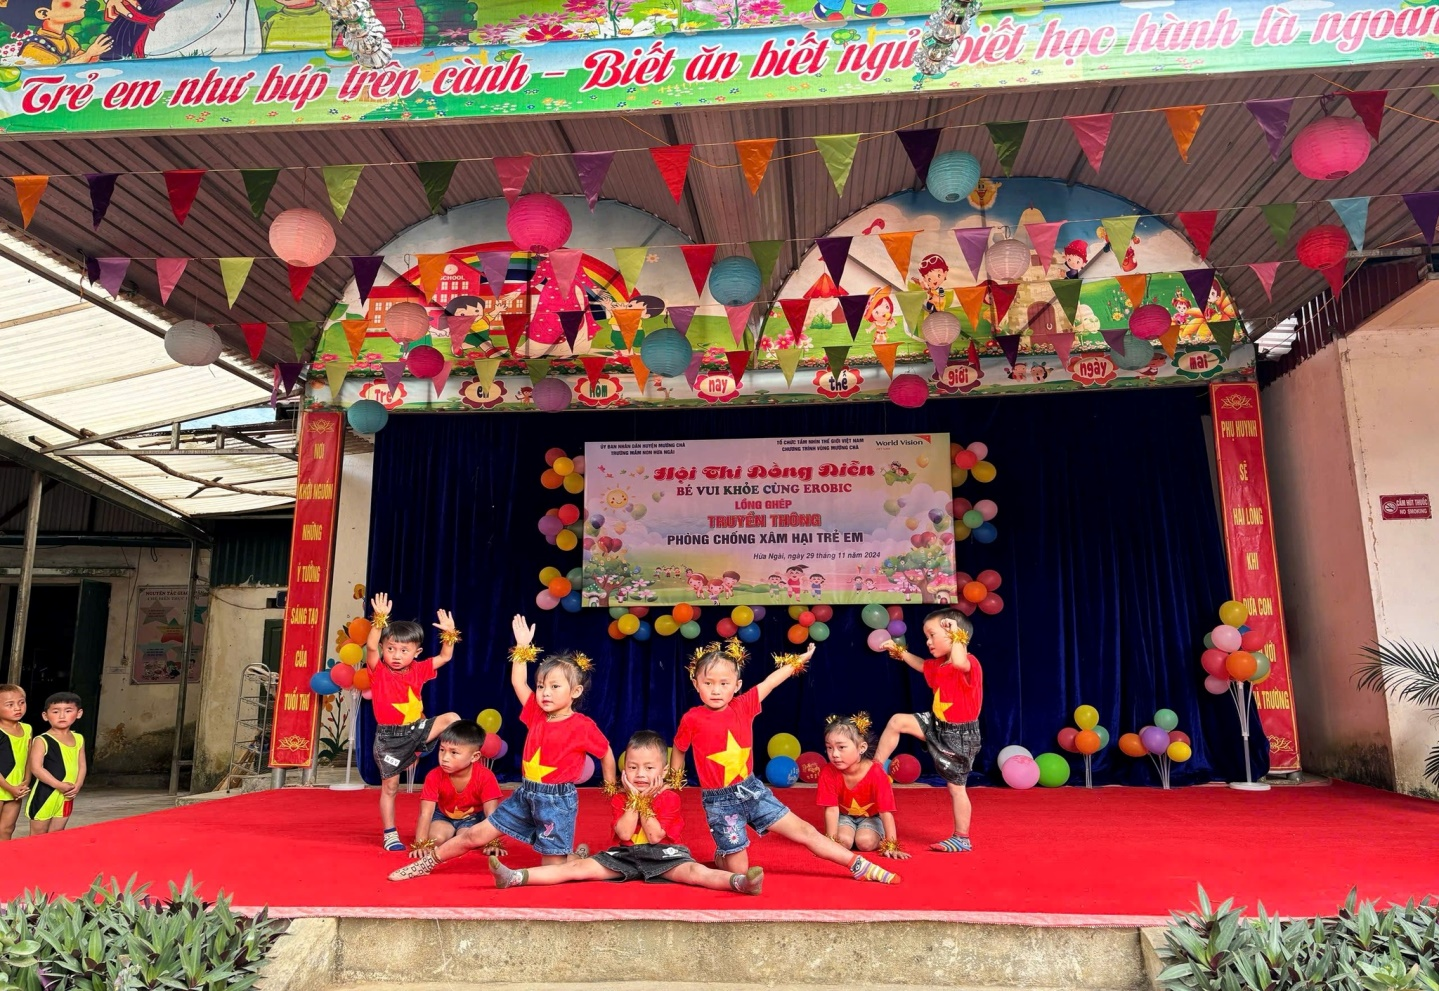 Trẻ em như búp trên cành - Biết ăn biết ngủ biết học hành là ngoan
SCHOOL
Trẻ em hôm nay thế giới ngày mai
ỦY BAN NHÂN DÂN HUYỆN MƯỜNG CHÀ
TRƯỜNG MẦM NON HỪA NGÀI
TỔ CHỨC TẦM NHÌN THẾ GIỚI VIỆT NAM
CHƯƠNG TRÌNH VÙNG MƯỜNG CHÀ
World Vision
Hội Thi Đồng Diễn
BÉ VUI KHỎE CÙNG EROBIC
LỒNG GHÉP
TRUYỀN THÔNG
PHÒNG CHỐNG XÂM HẠI TRẺ EM
Hừa Ngài, ngày 29 tháng 11 năm 2024
NƠI
KHỞI NGUỒN
NHỮNG
Ý TƯỞNG
SÁNG TẠO
CỦA
TUỔI THƠ
PHỤ HUYNH
SẼ
HÀI LONG
KHI
ĐƯA CON
TỚI
TRƯỜNG
CẤM HÚT THUỐC
NO SMOKING